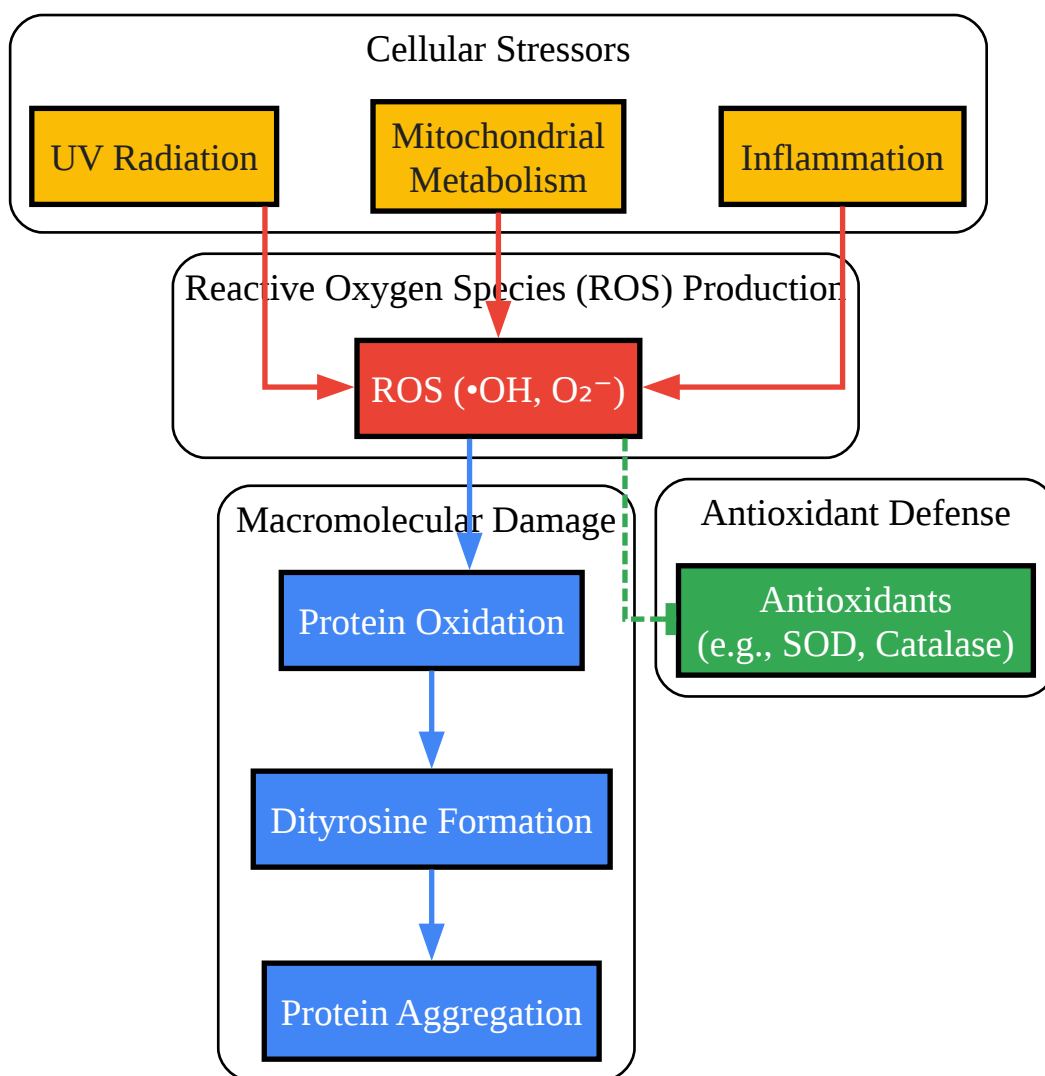 Cellular Stressors
UV Radiation
Mitochondrial
Metabolism
Inflammation
Reactive Oxygen Species (ROS) Production
ROS (•OH, O₂⁻)
Macromolecular Damage
Antioxidant Defense
Protein Oxidation
Antioxidants
(e.g., SOD, Catalase)
Dityrosine Formation
Protein Aggregation